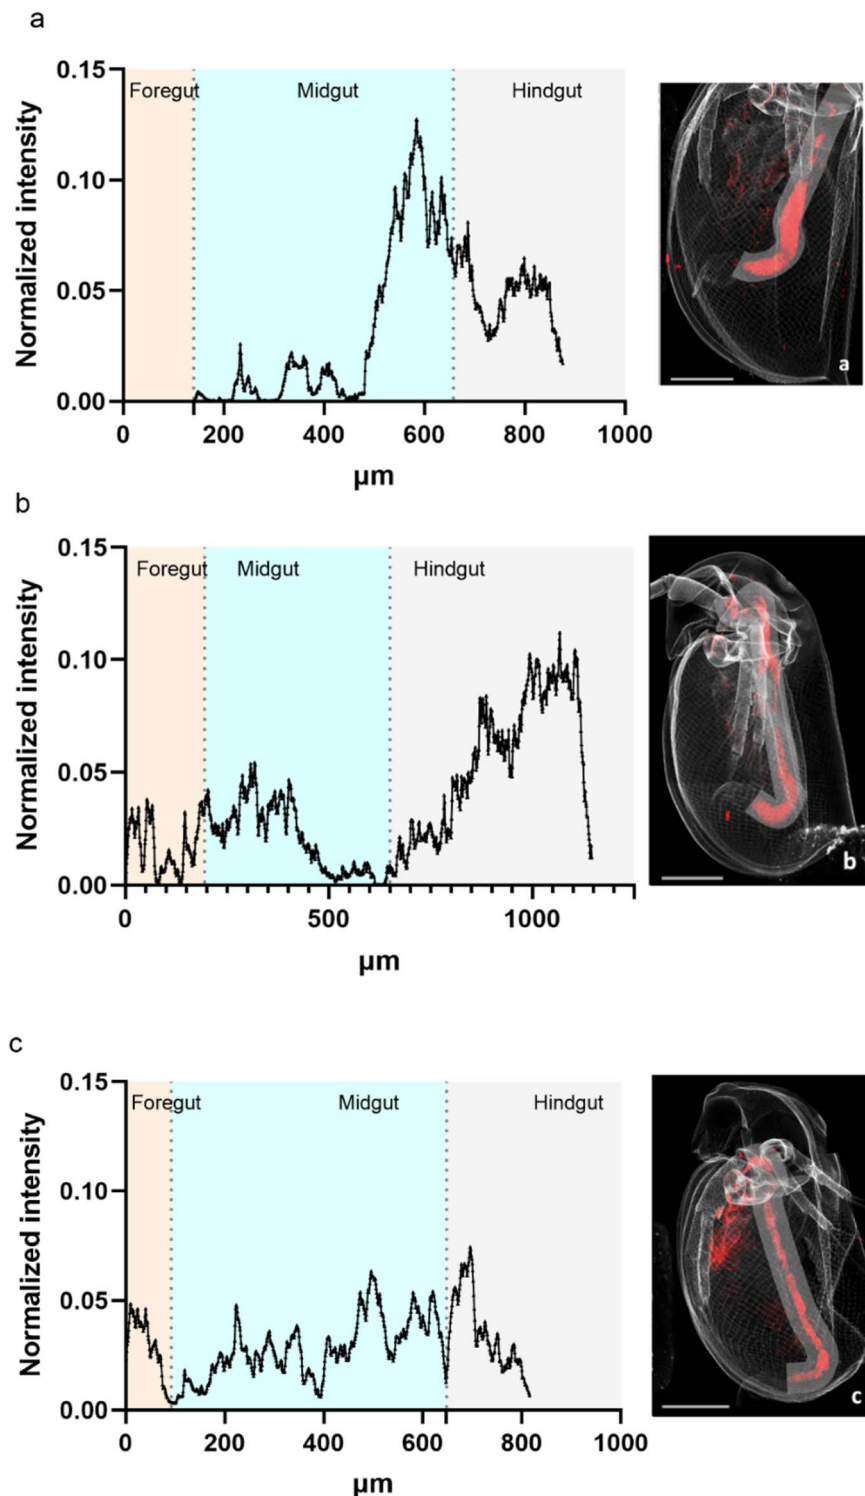 a
0.15
Foregut
Midgut
Hindgut
0.10
Normalized intensity
0.05
0.00
0
200
400
600
800
1000
µm
a
b
0.15
Foregut
Midgut
Hindgut
0.10
Normalized intensity
0.05
0.00
0
500
1000
µm
b
c
0.15
Foregut
Midgut
Hindgut
0.10
Normalized intensity
0.05
0.00
0
200
400
600
800
1000
µm
c